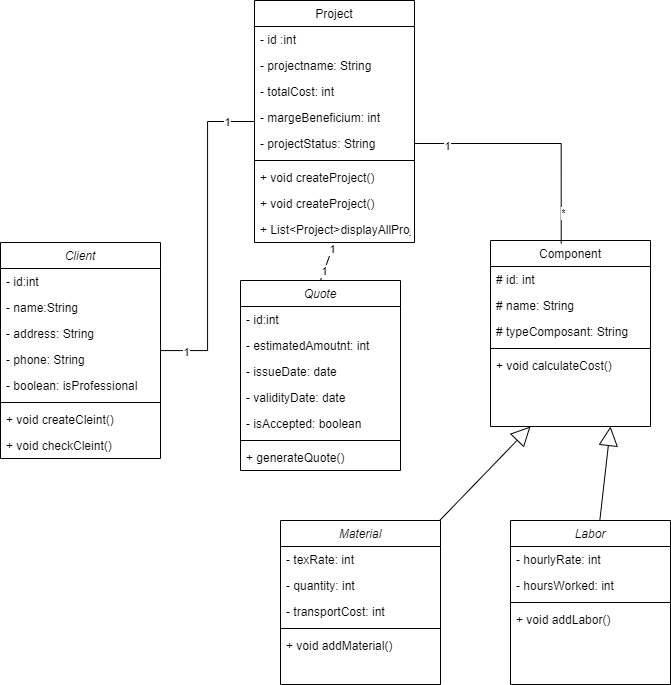 Project
- id :int
- projectname: String
- totalCost: int
- margeBeneficium: int
- projectStatus: String
+ void createProject()
+ void createProject()
+ List<Project>displayAllProj
1
1
*
1
1
1
Client
- id:int
- name:String
- address: String
- phone: String
- boolean: isProfessional
+ void createCleint()
+ void checkCleint()
1
Quote
- id:int
- estimatedAmoutnt: int
- issueDate: date
- validityDate: date
- isAccepted: boolean
+ generateQuote()
Component
# id: int
# name: String
# typeComposant: String
+ void calculateCost()
Material
- texRate: int
- quantity: int
- transportCost: int
+ void addMaterial()
Labor
- hourlyRate: int
- hoursWorked: int
+ void addLabor()